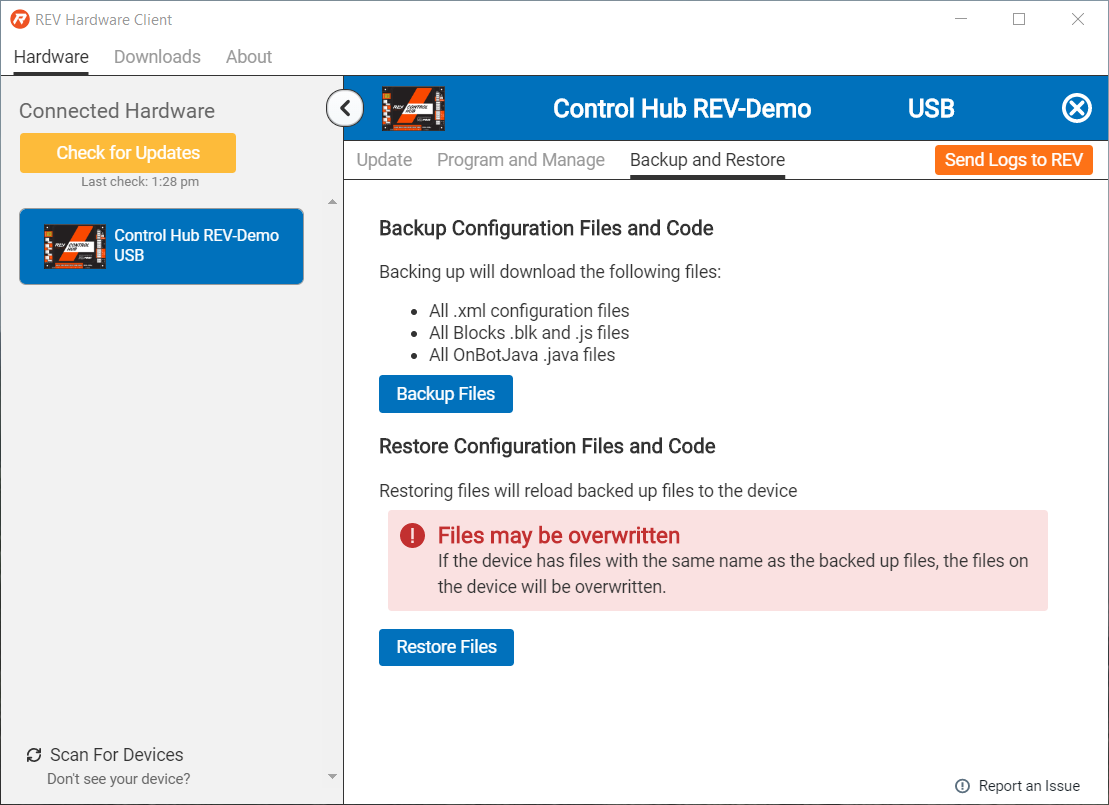 REV Hardware Client
Hardware Downloads About
Connected Hardware
Check for Updates
Last check: 1:28 pm
Control Hub REV-Demo
USB
Control Hub REV-Demo USB
Update Program and Manage Backup and Restore Send Logs to REV
Backup Configuration Files and Code
Backing up will download the following files:
• All .xml configuration files
• All Blocks .blk and .js files
• All OnBotJava .java files
Backup Files
Restore Configuration Files and Code
Restoring files will reload backed up files to the device
Files may be overwritten
If the device has files with the same name as the backed up files, the files on
the device will be overwritten.
Restore Files
Scan For Devices
Don't see your device?
Report an Issue